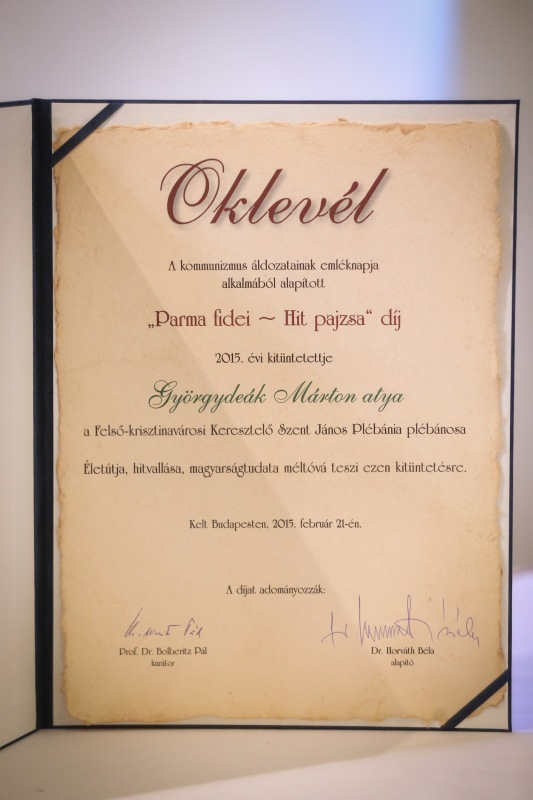 Oklevél
A kommunizmus áldozatainak emléknapja
alkalmából alapított
„Parma fidei ~ Hit pajzsa“ díj
2015. évi kitüntetettje
Györgydeák Márton atya
a Felső-krisztinavárosi Keresztelő Szent János Plébánia plébánosa
Életútja, hitvallása, magyarságtudata méltóvá teszi ezen kitüntetésre.
Kelt Budapesten, 2015. február 21-én.
A díjat adományozzák:
Prof. Dr. Bolberitz Pál
kurátor
Dr. Horváth Béla
alapító